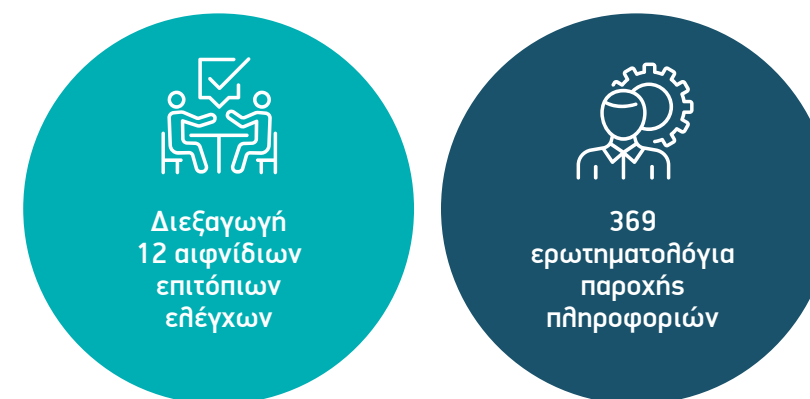 Διεξαγωγή
12 αιφνίδιων
επιτόπιων
ελέγχων
369
ερωτηματολόγια
παροχής
πληροφοριών